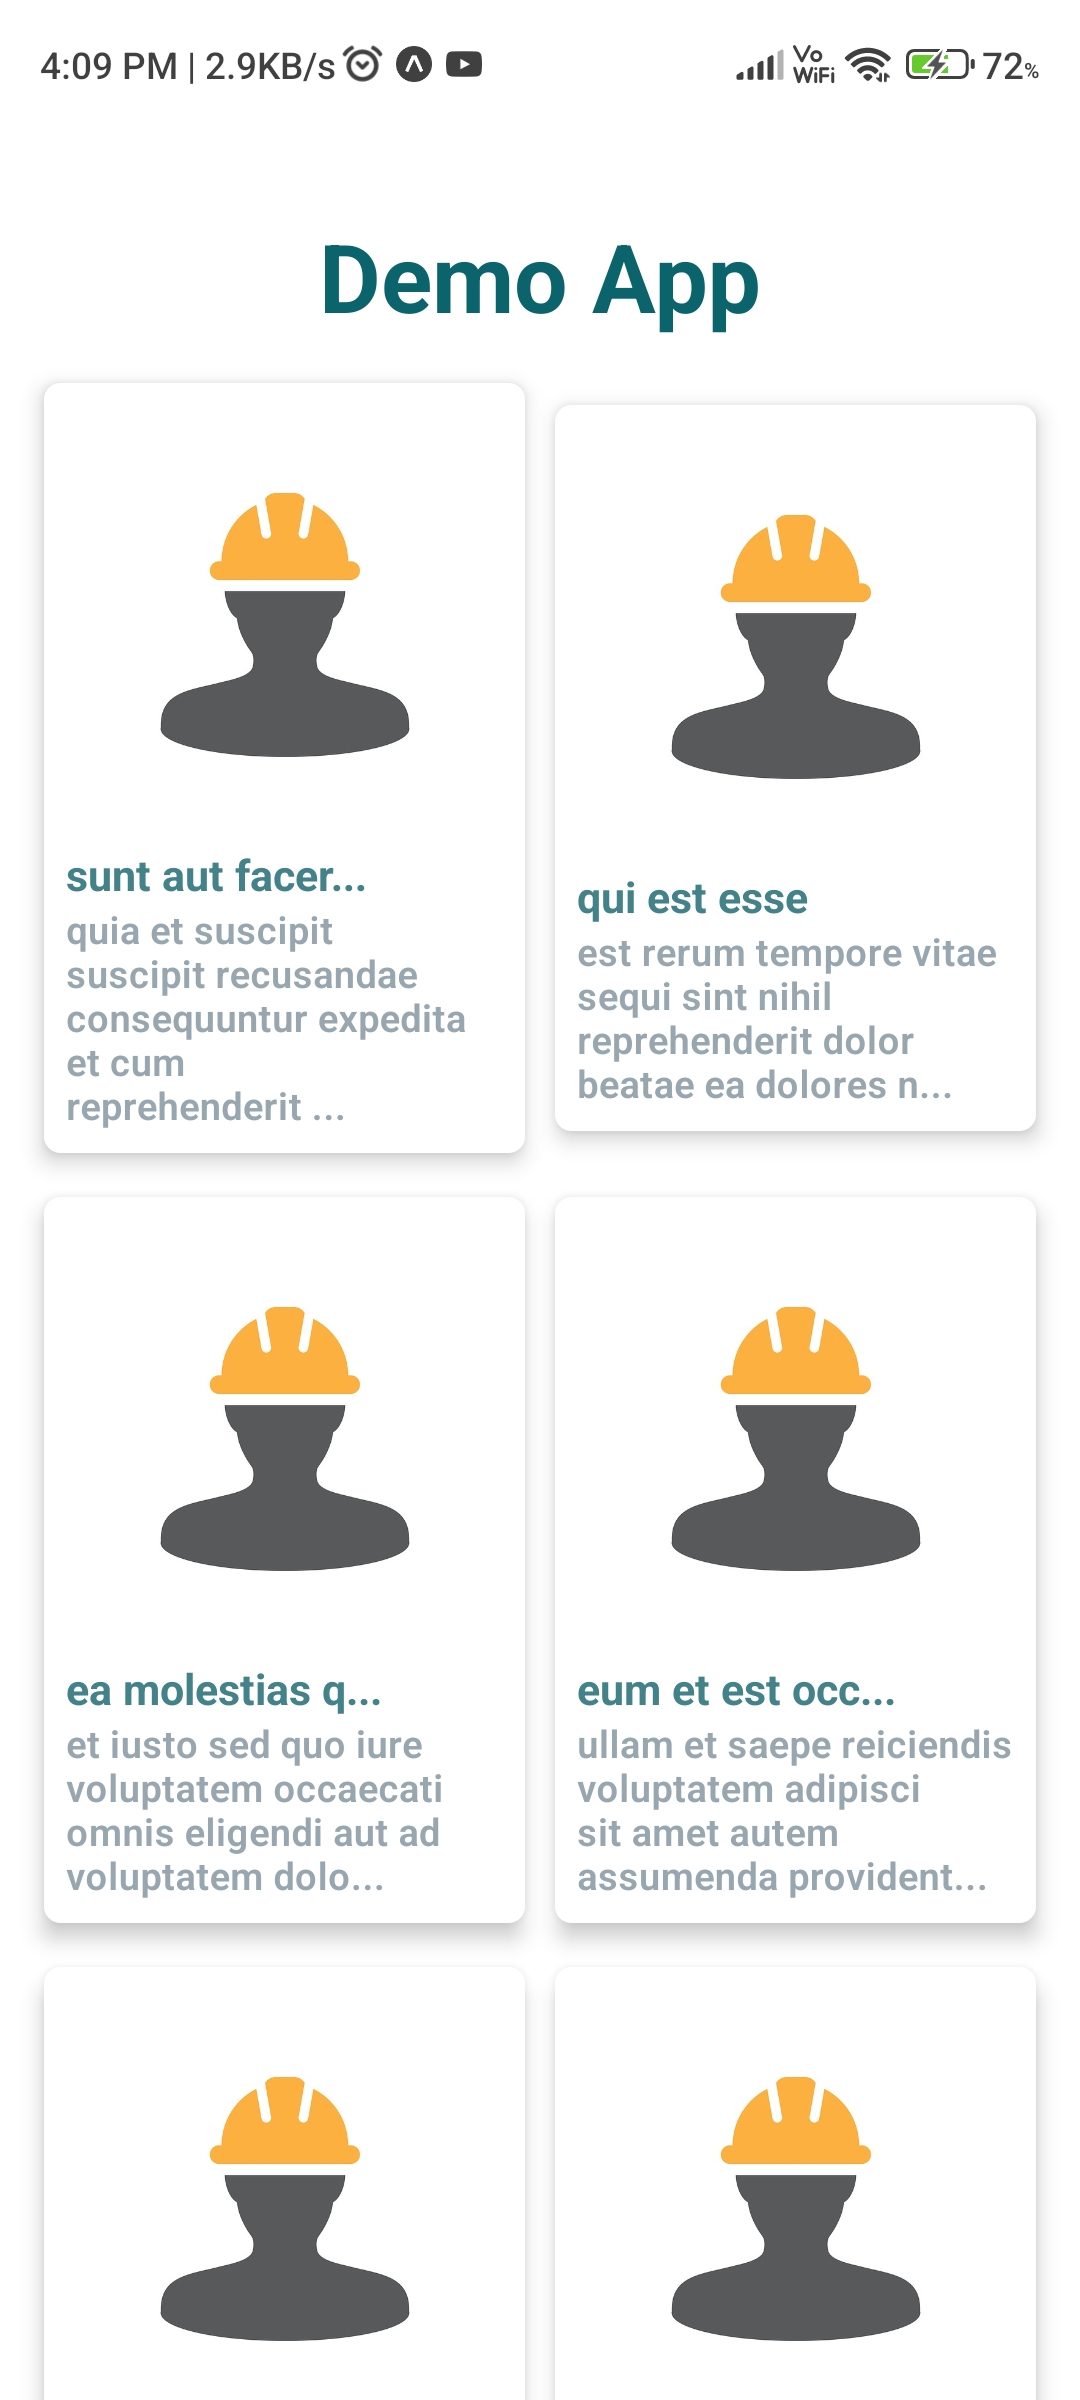 4:09 PM | 2.9KB/s
Vo
WiFi
72%
Demo App
sunt aut facer...
quia et suscipit
suscipit recusandae
consequuntur expedita
et cum
reprehenderit ...
qui est esse
est rerum tempore vitae
sequi sint nihil
reprehenderit dolor
beatae ea dolores n...
ea molestias q...
et iusto sed quo iure
voluptatem occaecati
omnis eligendi aut ad
voluptatem dolo...
eum et est occ...
ullam et saepe reiciendis
voluptatem adipisci
sit amet autem
assumenda provident...